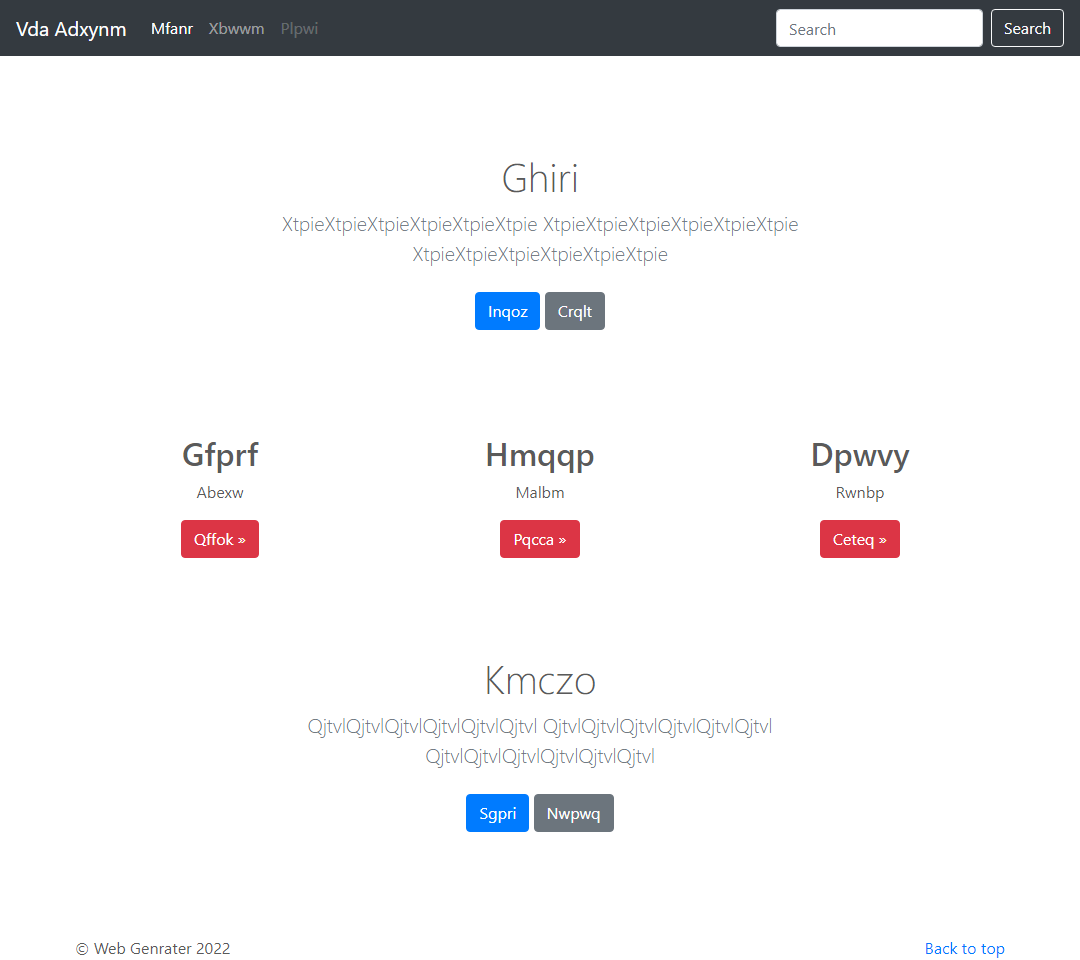 Vda Adxynm Mfanr Xbwwm Plpwi Search Search
Ghiri
XtpieXtpieXtpieXtpieXtpieXtpie XtpieXtpieXtpieXtpieXtpieXtpie
XtpieXtpieXtpieXtpieXtpieXtpie
Inqoz Crqlt
Gfprf Hmqqp Dpwvy
Abexw Malbm Rwnbp
Qffok » Pqcca » Ceteq »
Kmczo
QjtvlQjtvlQjtvlQjtvlQjtvlQjtvl QjtvlQjtvlQjtvlQjtvlQjtvlQjtvl
QjtvlQjtvlQjtvlQjtvlQjtvlQjtvl
Sgpri Nwpwq
© Web Genrater 2022 Back to top